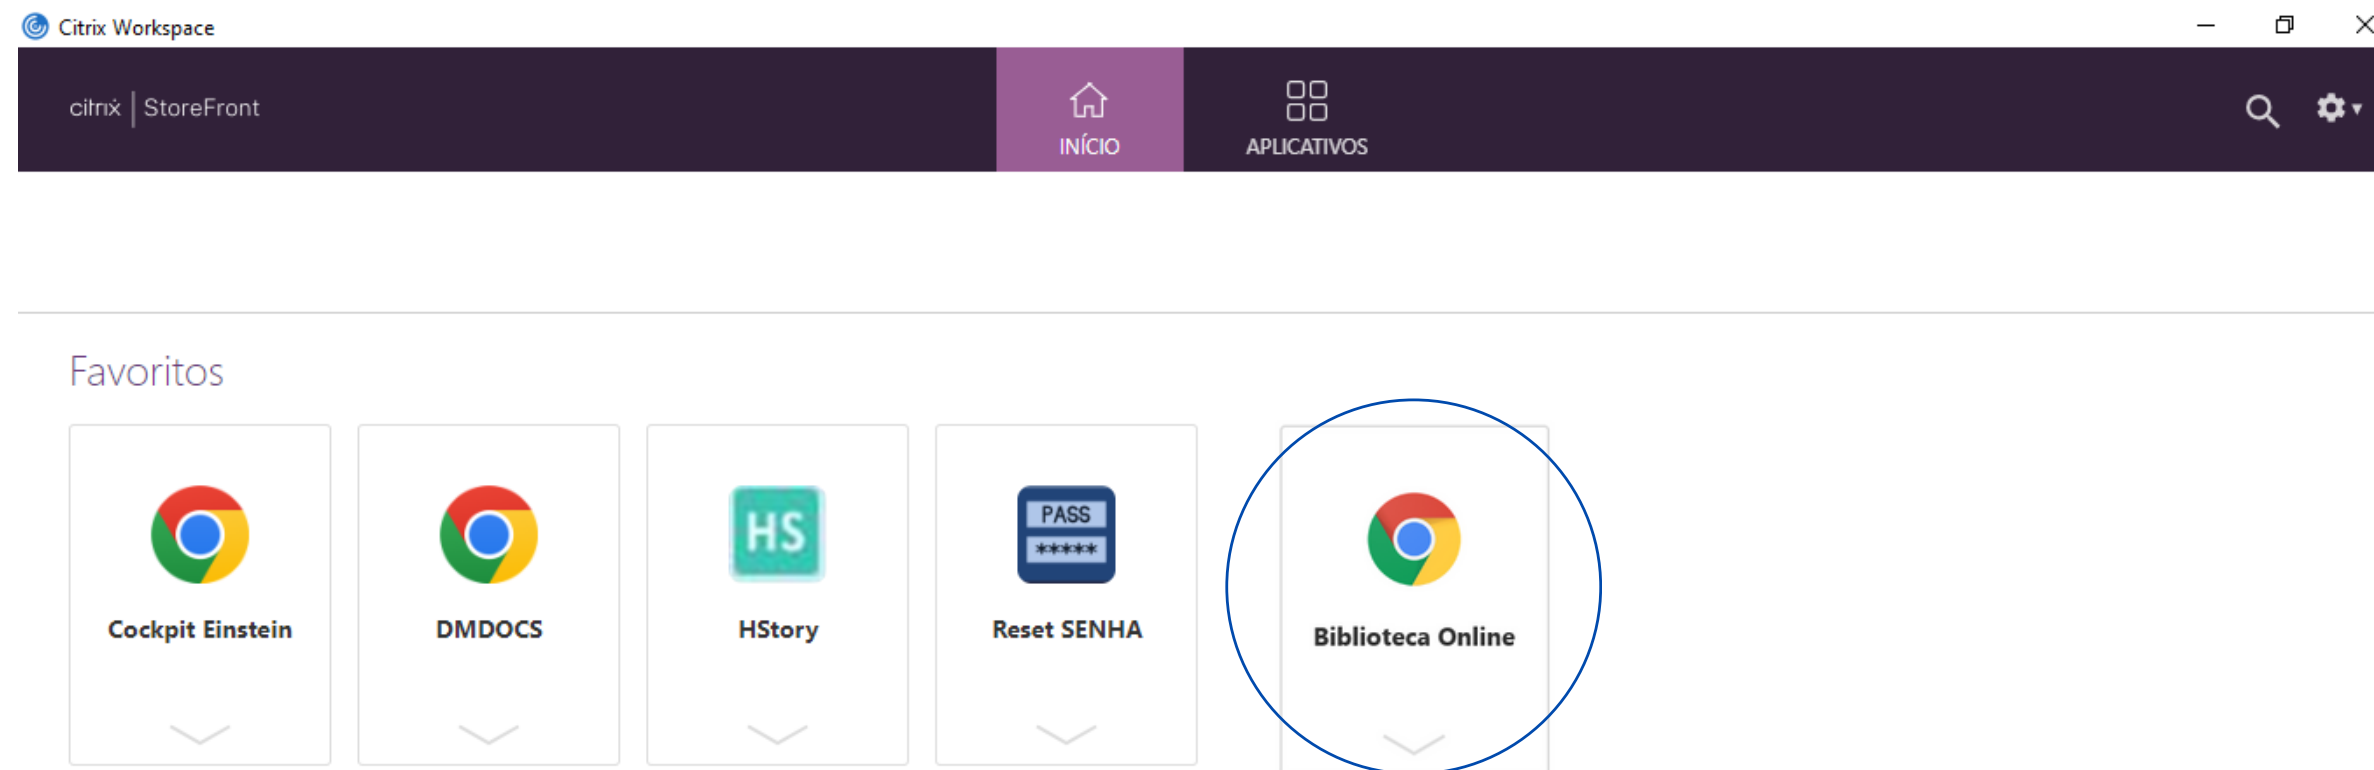 Citrix Workspace
citrix | StoreFront
INÍCIO
APLICATIVOS
Favoritos
Cockpit Einstein
DMDOCS
HS
HStory
PASS
*****
Reset SENHA
Biblioteca Online